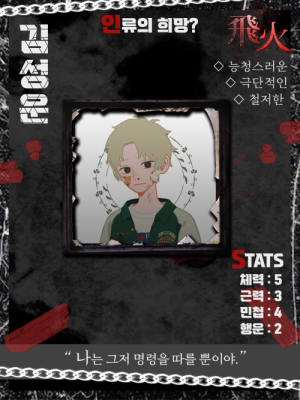 인류의 희망?
飛火
김성운
◇ 능청스러운
◇ 극단적인
◇ 철저한
STATS
체력 : 5
근력 : 3
민첩 : 4
행운 : 2
“ 나는 그저 명령을 따를 뿐이야.”